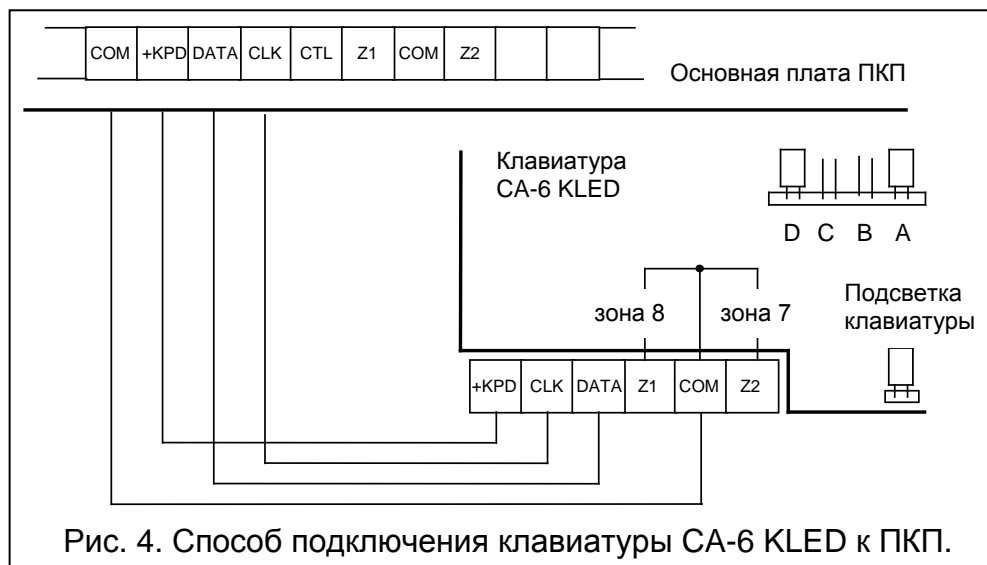 COM +KPD DATA CLK CTL Z1 COM Z2
Основная плата ПКП
Клавиатура
CA-6 KLED
D C B A
зона 8 зона 7
Подсветка
клавиатуры
+KPD CLK DATA Z1 COM Z2
Рис. 4. Способ подключения клавиатуры CA-6 KLED к ПКП.